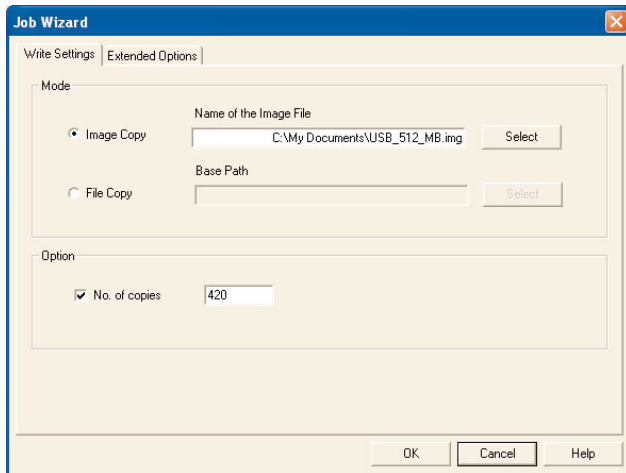 Job Wizard
Write Settings Extended Options
Mode
Name of the Image File
Image Copy C:\My Documents\USB_512_MB.img Select
Base Path
File Copy Select
Option
No. of copies 420
OK Cancel Help